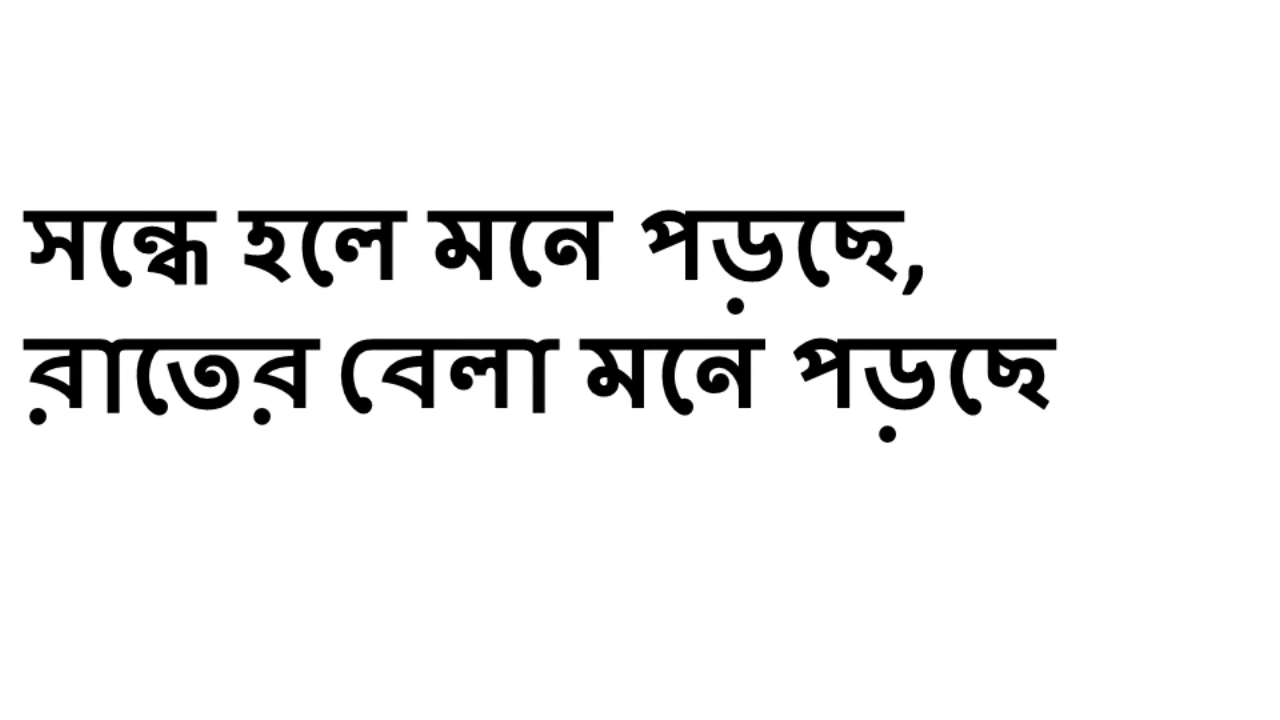 সন্ধে হলে মনে পড়ছে,
রাতের বেলা মনে পড়ছে